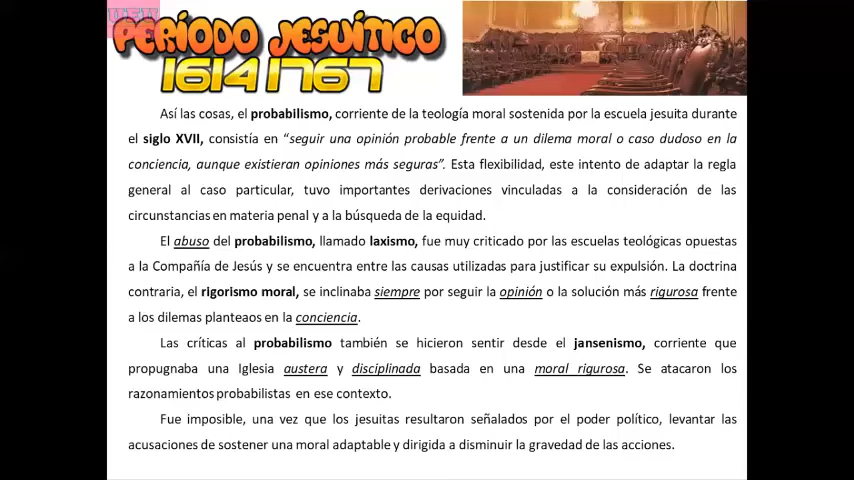 UEU
PERÍODO JESUÍTICO
1614 1767
Así las cosas, el probabilismo, corriente de la teología moral sostenida por la escuela jesuita durante
el siglo XVII, consistía en “seguir una opinión probable frente a un dilema moral o caso dudoso en la
conciencia, aunque existieran opiniones más seguras”. Esta flexibilidad, este intento de adaptar la regla
general al caso particular, tuvo importantes derivaciones vinculadas a la consideración de las
circunstancias en materia penal y a la búsqueda de la equidad.
El abuso del probabilismo, llamado laxismo, fue muy criticado por las escuelas teológicas opuestas
a la Compañía de Jesús y se encuentra entre las causas utilizadas para justificar su expulsión. La doctrina
contraria, el rigorismo moral, se inclinaba siempre por seguir la opinión o la solución más rigurosa frente
a los dilemas planteaos en la conciencia.
Las críticas al probabilismo también se hicieron sentir desde el jansenismo, corriente que
propugnaba una Iglesia austera y disciplinada basada en una moral rigurosa. Se atacaron los
razonamientos probabilistas en ese contexto.
Fue imposible, una vez que los jesuitas resultaron señalados por el poder político, levantar las
acusaciones de sostener una moral adaptable y dirigida a disminuir la gravedad de las acciones.